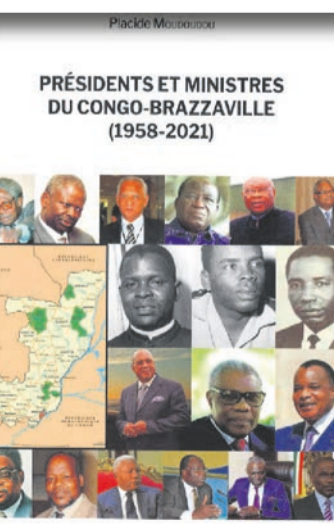 Placide Moudoudou
PRÉSIDENTS ET MINISTRES
DU CONGO-BRAZZAVILLE
(1958-2021)